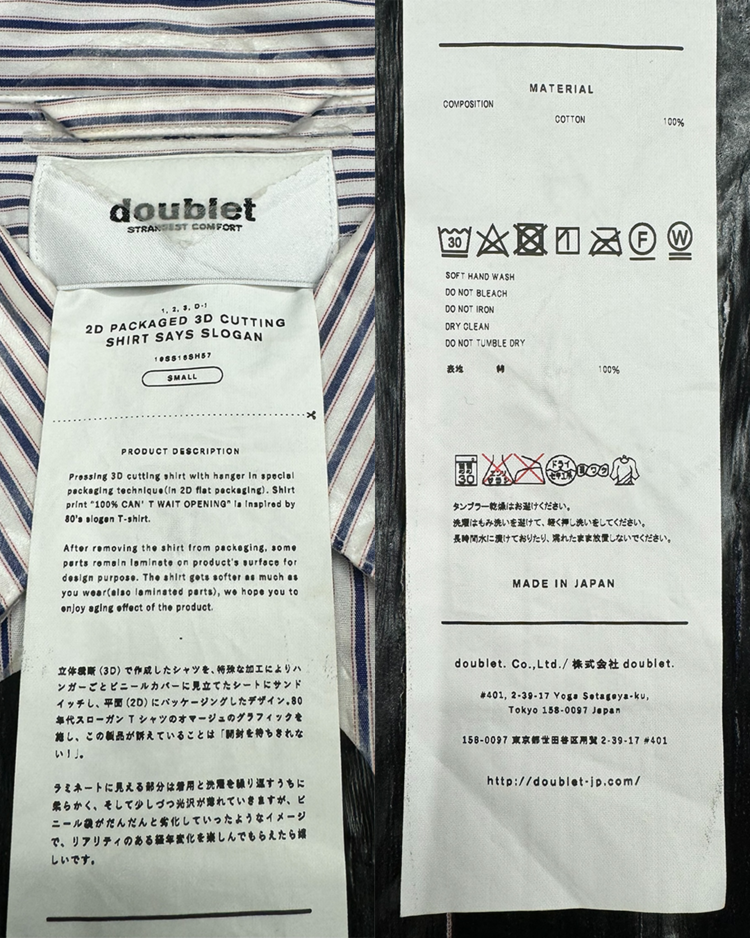 doublet
STRANGEST COMFORT
1, 2, 3, D-!
2D PACKAGED 3D CUTTING
SHIRT SAYS SLOGAN
19SS16SH57
SMALL
PRODUCT DESCRIPTION
Pressing 3D cutting shirt with hanger in special
packaging technique(in 2D flat packaging). Shirt
print "100% CAN' T WAIT OPENING" is inspired by
80's slogan T-shirt.
After removing the shirt from packaging, some
parts remain laminate on product's surface for
design purpose. The shirt gets softer as much as
you wear(also laminated parts), we hope you to
enjoy aging effect of the product.
-
立体裁断 (3D) で作成したシャツを、特殊な加工によりハ
ンガーごとビニールカバーに見立てたシートにサンド
イッチし、平面 (2D) にパッケージングしたデザイン。80
年代スローガン T シャツのオマージュのグラフィックを
施し、この製品が訴えていることは「開封を待ちきれな
い!」。
ラミネートに見える部分は着用と洗濯を繰り返すうちに
柔らかく、そして少しづつ光沢が薄れていきますが、ビ
ニール袋がだんだんと劣化していったようなイメージ
で、リアリティのある経年変化を楽しんでもらえたら嬉
しいです。
MATERIAL
COMPOSITION
COTTON 100%
30 F W
SOFT HAND WASH
DO NOT BLEACH
DO NOT IRON
DRY CLEAN
DO NOT TUMBLE DRY
表地 綿 100%
30 エンソ サラシ ドライ
タンブラー乾燥はお避けください。
洗濯はもみ洗いを避けて、軽く押し洗いをしてください。
長時間水に漬けておりたり、濡れたまま放置しないでください。
MADE IN JAPAN
doublet. Co.,Ltd./ 株式会社 doublet.
#401, 2-39-17 Yoga Setagaya-ku,
Tokyo 158-0097 Japan
158-0097 東京都世田谷区用賀 2-39-17 #401
http://doublet-jp.com/